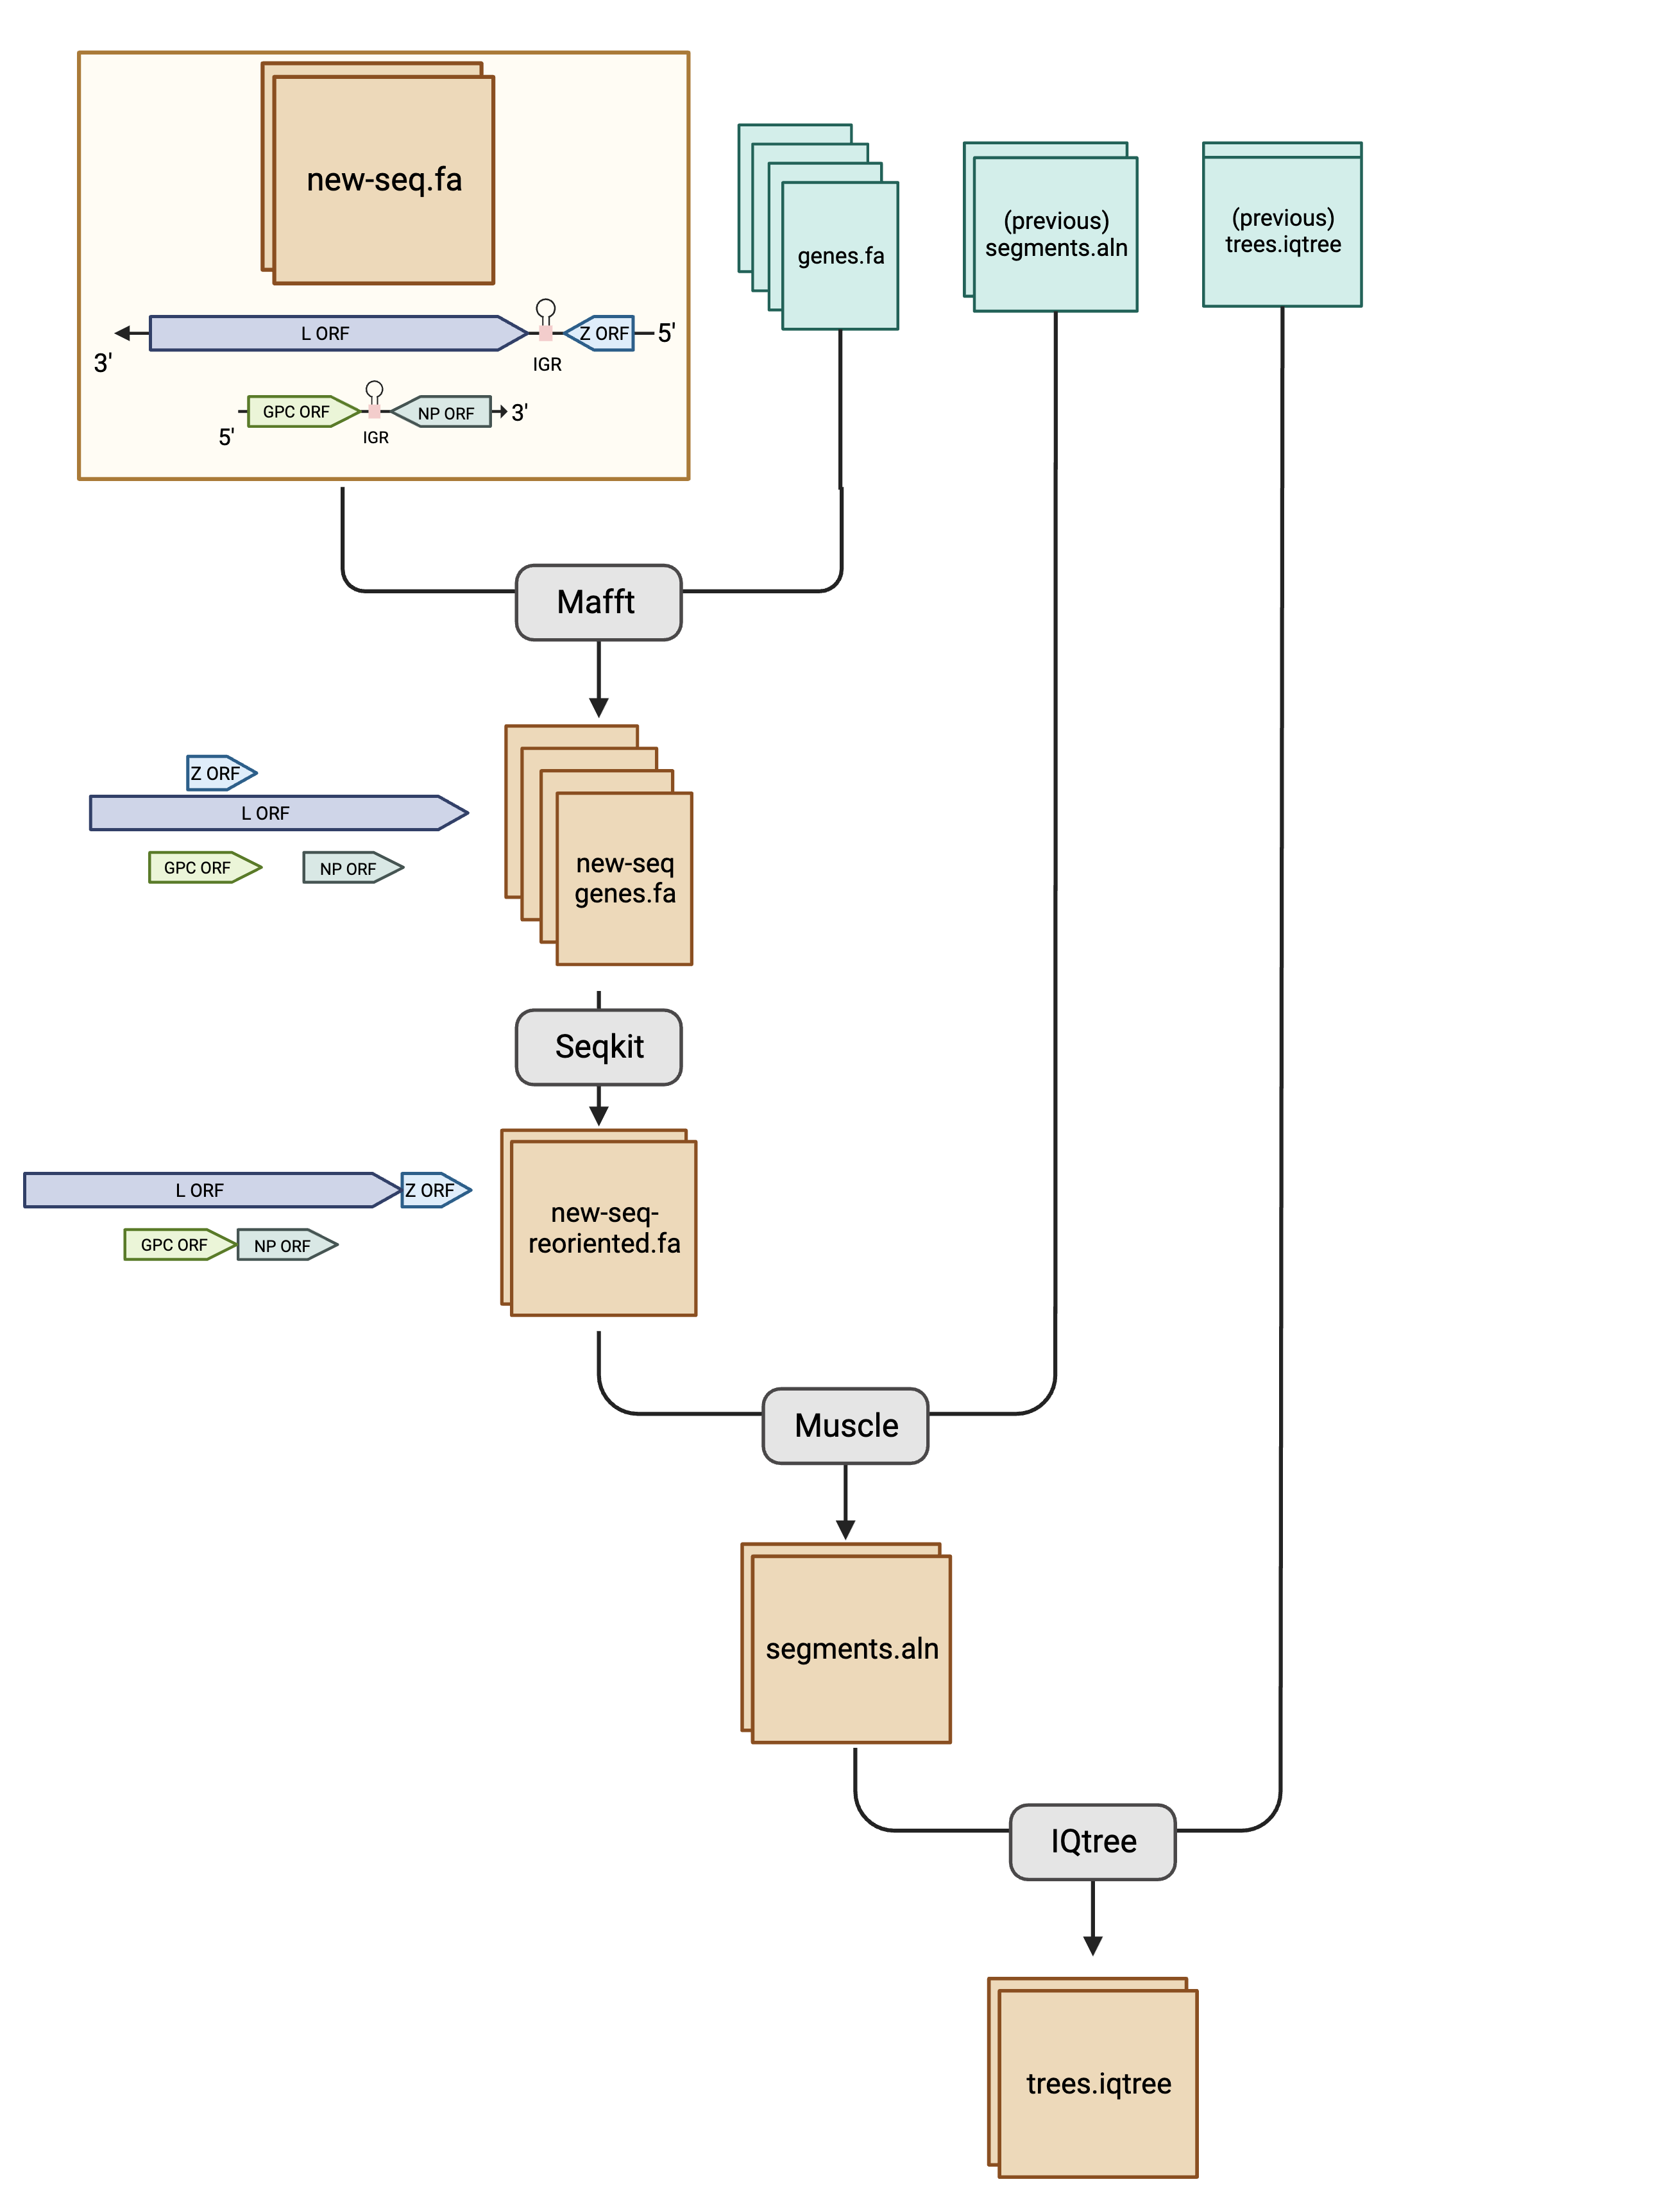 new-seq.fa
L ORF
Z ORF
5'
3'
IGR
GPC ORF
NP ORF
3'
5'
IGR
genes.fa
(previous)
segments.aln
(previous)
trees.iqtree
Mafft
Z ORF
L ORF
GPC ORF
NP ORF
new-seq
genes.fa
Seqkit
L ORF
Z ORF
GPC ORF
NP ORF
new-seq-
reoriented.fa
Muscle
segments.aln
IQtree
trees.iqtree